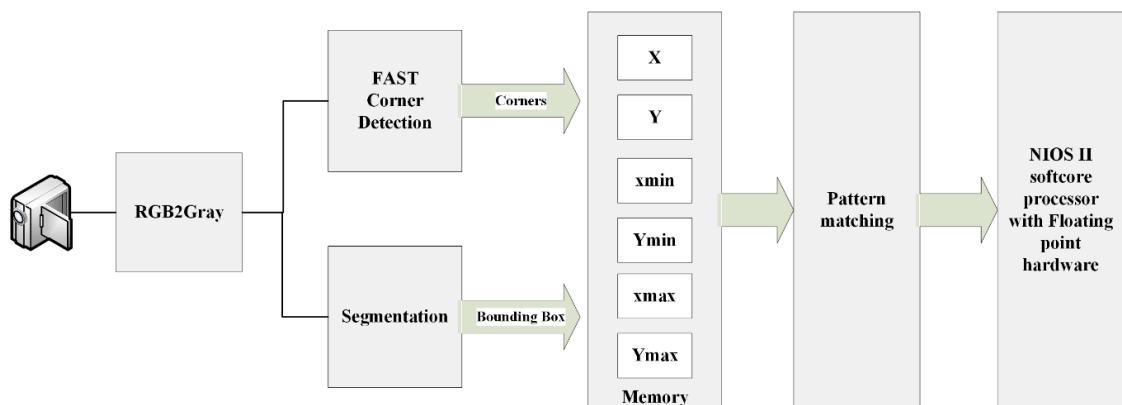 RGB2Gray
FAST
Corner
Detection
Corners
Segmentation
Bounding Box
X
Y
xmin
Ymin
xmax
Ymax
Memory
Pattern
matching
NIOS II
softcore
processor
with Floating
point
hardware